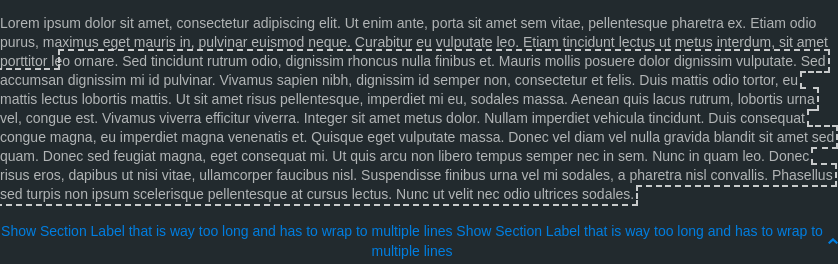 Lorem ipsum dolor sit amet, consectetur adipiscing elit. Ut enim ante, porta sit amet sem vitae, pellentesque pharetra ex. Etiam odio
purus, maximus eget mauris in, pulvinar euismod neque. Curabitur eu vulputate leo. Etiam tincidunt lectus ut metus interdum, sit amet
porttitor leo ornare. Sed tincidunt rutrum odio, dignissim rhoncus nulla finibus et. Mauris mollis posuere dolor dignissim vulputate. Sed
accumsan dignissim mi id pulvinar. Vivamus sapien nibh, dignissim id semper non, consectetur et felis. Duis mattis odio tortor, eu
mattis lectus lobortis mattis. Ut sit amet risus pellentesque, imperdiet mi eu, sodales massa. Aenean quis lacus rutrum, lobortis urna
vel, congue est. Vivamus viverra efficitur viverra. Integer sit amet metus dolor. Nullam imperdiet vehicula tincidunt. Duis consequat
congue magna, eu imperdiet magna venenatis et. Quisque eget vulputate massa. Donec vel diam vel nulla gravida blandit sit amet sed
quam. Donec sed feugiat magna, eget consequat mi. Ut quis arcu non libero tempus semper nec in sem. Nunc in quam leo. Donec
risus eros, dapibus ut nisi vitae, ullamcorper faucibus nisl. Suspendisse finibus urna vel mi sodales, a pharetra nisl convallis. Phasellus
sed turpis non ipsum scelerisque pellentesque at cursus lectus. Nunc ut velit nec odio ultrices sodales.
Show Section Label that is way too long and has to wrap to multiple lines Show Section Label that is way too long and has to wrap to
multiple lines